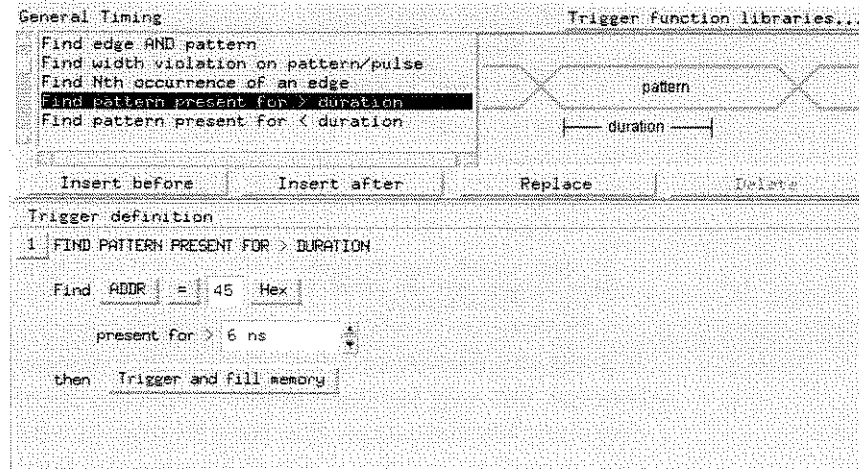 General Timing Trigger function libraries...
Find edge AND pattern
Find width violation on pattern/pulse
Find Nth occurrence of an edge
Find pattern present for > duration
Find pattern present for < duration
pattern
duration
Insert before Insert after Replace Delete
Trigger definition
1 FIND PATTERN PRESENT FOR > DURATION
Find ADDR = 45 Hex
present for > 6 ns
then Trigger and fill memory